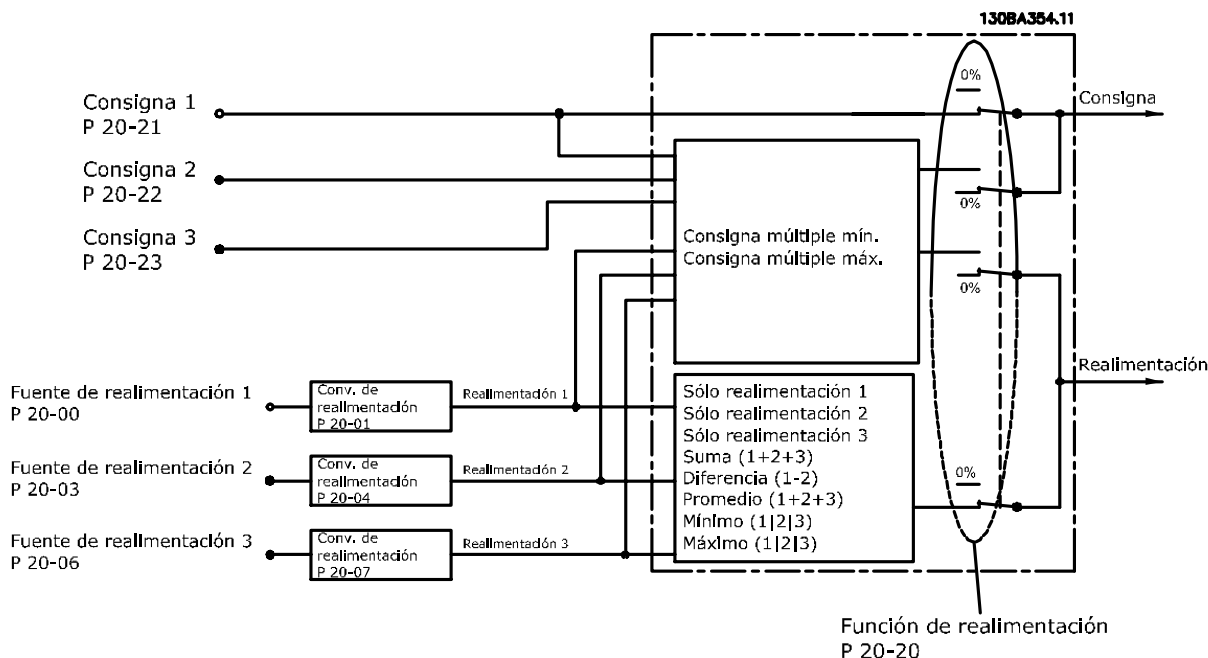 130BA354.11
0%
Consigna 1
P 20-21
Consigna
Consigna 2
P 20-22
0%
Consigna 3
P 20-23
Consigna múltiple mín.
Consigna múltiple máx.
0%
Realimentación
Fuente de realimentación 1
P 20-00
Conv. de
realimentación
P 20-01
Realimentación 1
Sólo realimentación 1
Sólo realimentación 2
Sólo realimentación 3
Suma (1+2+3)
Diferencia (1-2)
Promedio (1+2+3)
Mínimo (1|2|3)
Máximo (1|2|3)
0%
Fuente de realimentación 2
P 20-03
Conv. de
realimentación
P 20-04
Realimentación 2
Fuente de realimentación 3
P 20-06
Conv. de
realimentación
P 20-07
Realimentación 3
Función de realimentación
P 20-20